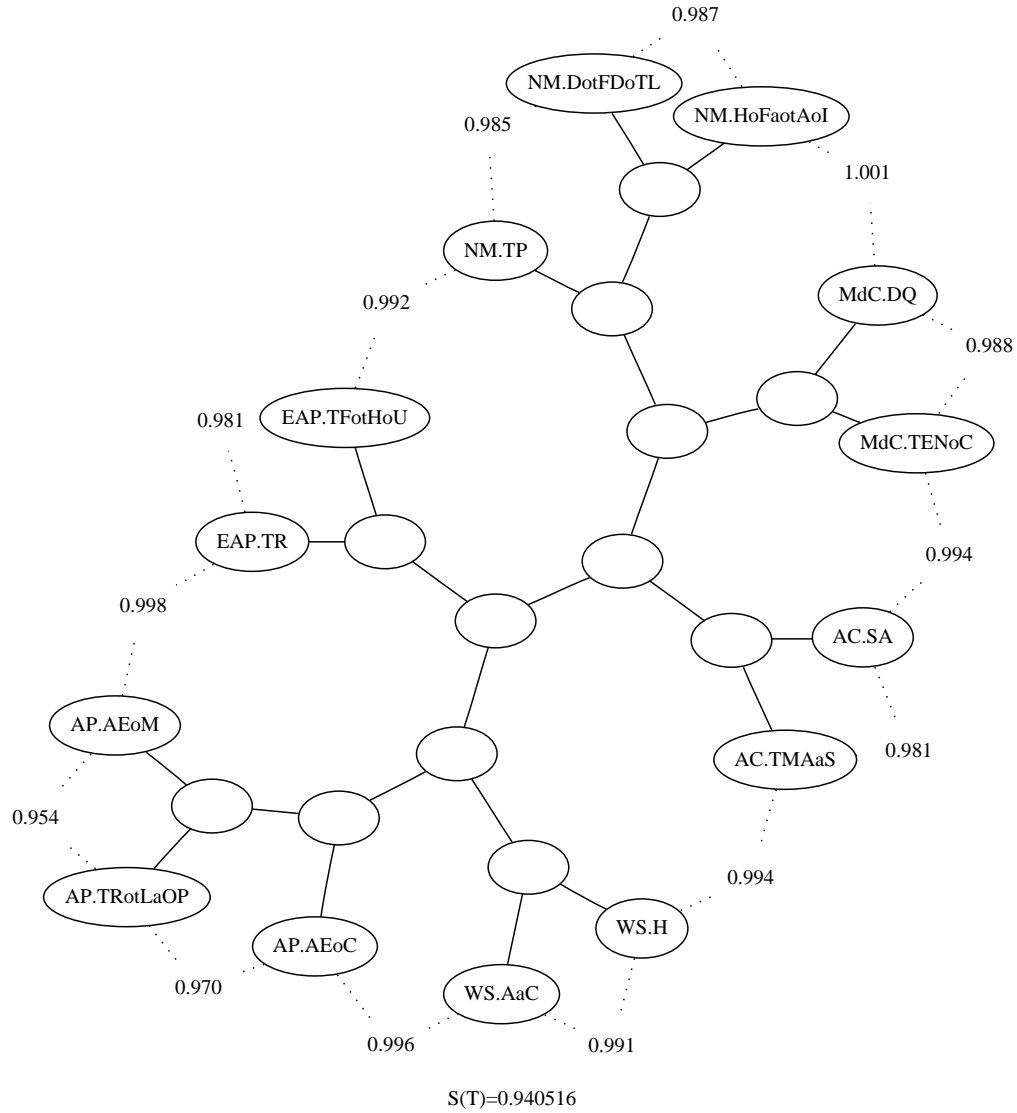 0.987
NM.DotFDoTL
NM.HoFaotAoI
0.985
1.001
NM.TP
MdC.DQ
0.992
0.988
EAP.TFotHoU
0.981
MdC.TENoC
EAP.TR
0.994
0.998
AC.SA
AP.AEoM
0.981
AC.TMAaS
0.954
0.994
AP.TRotLaOP
WS.H
AP.AEoC
0.970
WS.AaC
0.996
0.991
S(T)=0.940516